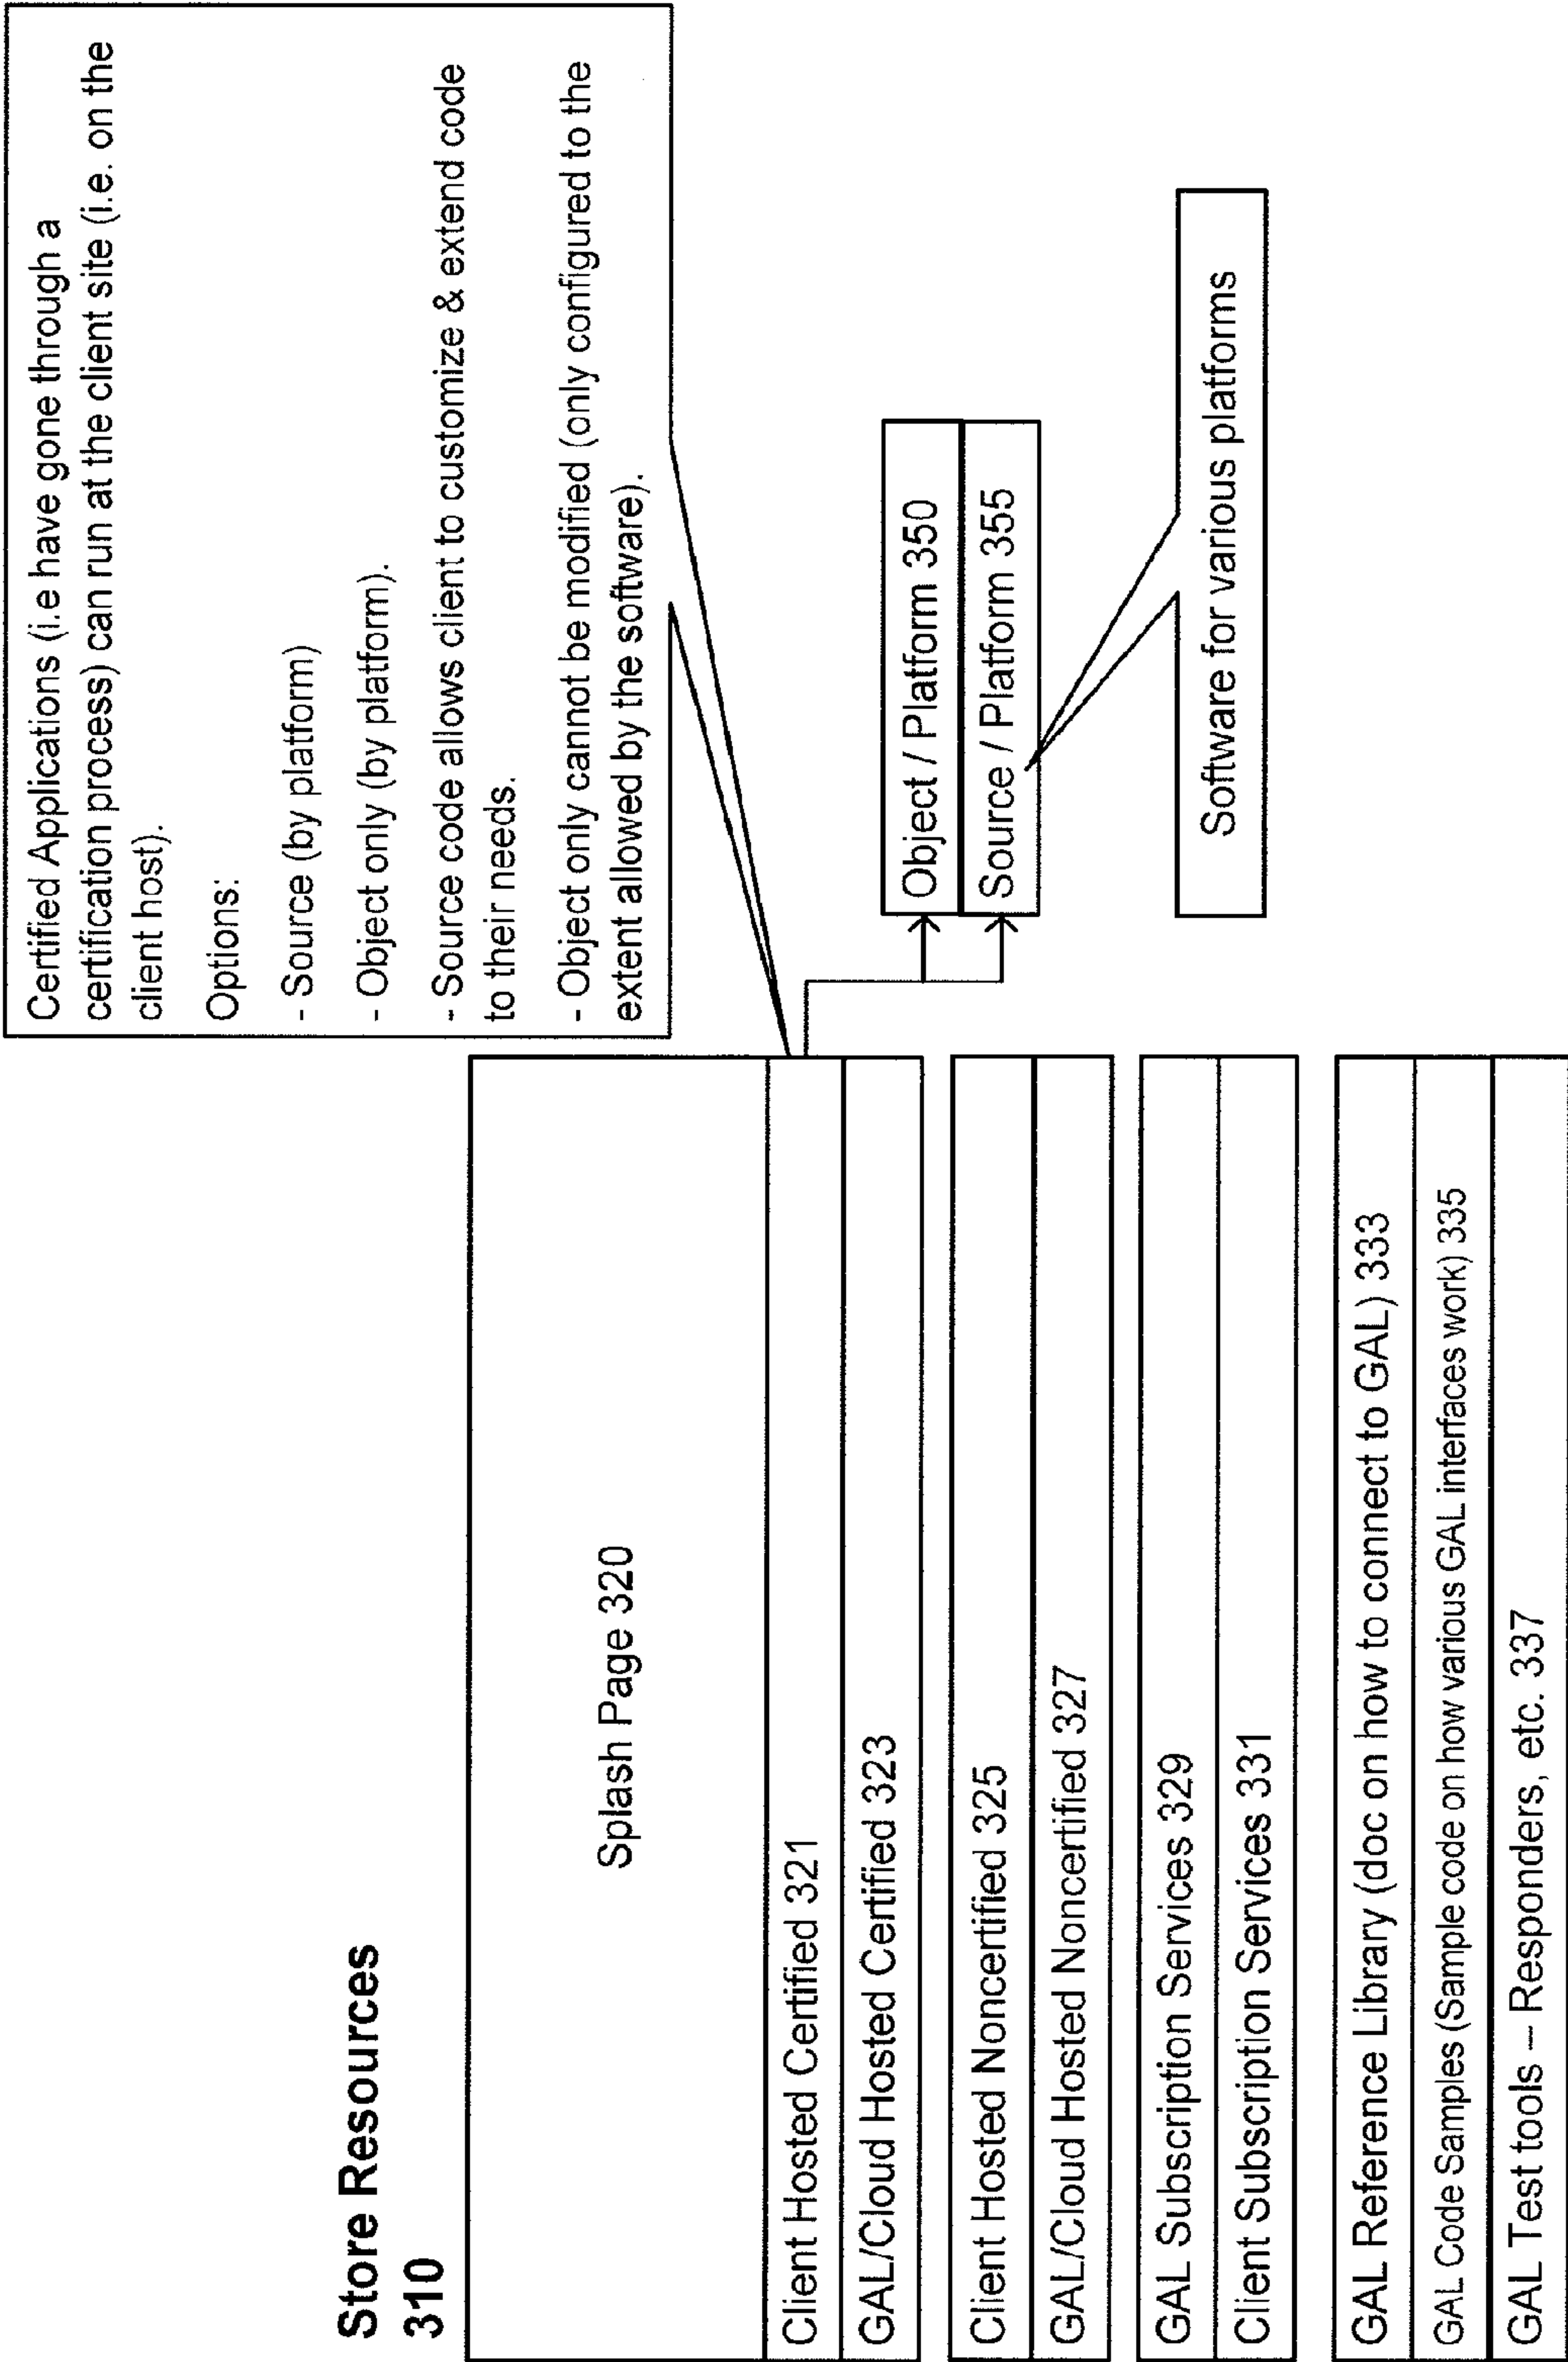 Store Resources
310
Splash Page 320
Client Hosted Certified 321
GAL/Cloud Hosted Certified 323
Client Hosted Noncertified 325
GAL/Cloud Hosted Noncertified 327
GAL Subscription Services 329
Client Subscription Services 331
GAL Reference Library (doc on how to connect to GAL) 333
GAL Code Samples (Sample code on how various GAL interfaces work) 335
GAL Test tools – Responders, etc. 337
Certified Applications (i.e have gone through a
certification process) can run at the client site (i.e. on the
client host).
Options:
- Source (by platform)
- Object only (by platform).
- Source code allows client to customize & extend code
to their needs.
- Object only cannot be modified (only configured to the
extent allowed by the software).
Object / Platform 350
Source / Platform 355
Software for various platforms